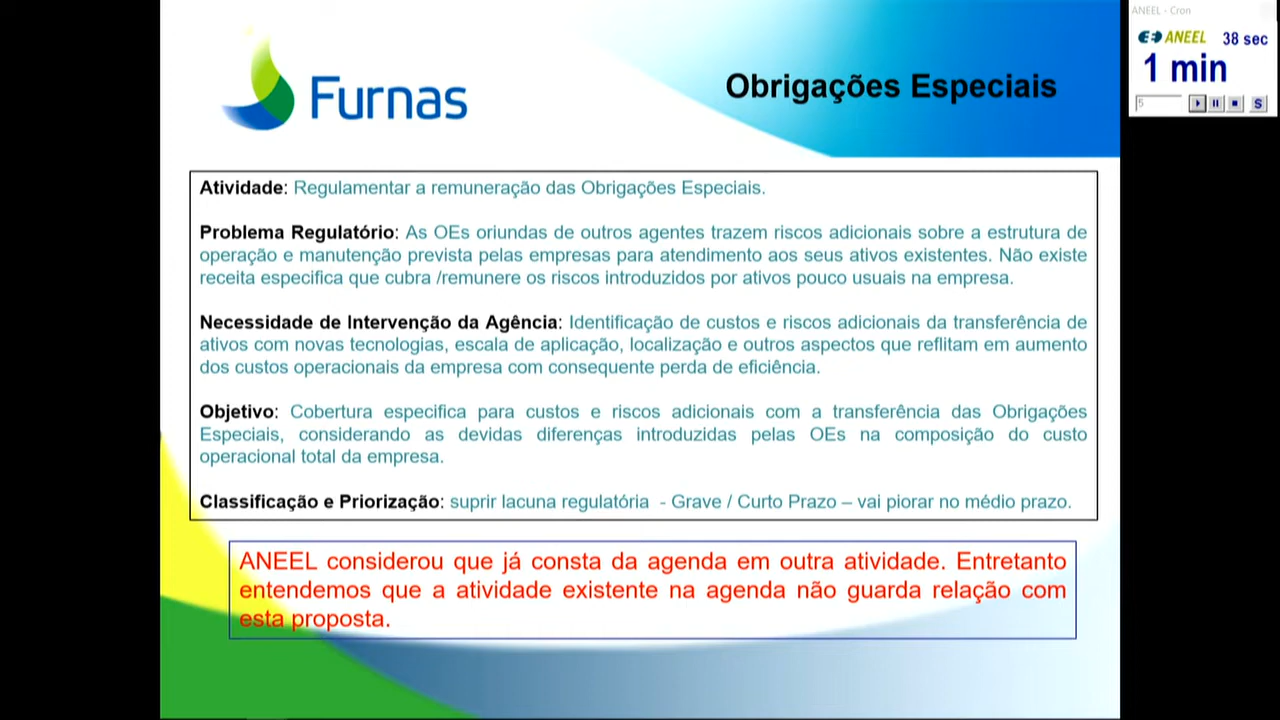 ANEEL - Cron
ANEEL 38 sec
1 min
5
S
Furnas
Obrigações Especiais
Atividade: Regulamentar a remuneração das Obrigações Especiais.
Problema Regulatório: As OEs oriundas de outros agentes trazem riscos adicionais sobre a estrutura de
operação e manutenção prevista pelas empresas para atendimento aos seus ativos existentes. Não existe
receita especifica que cubra /remunere os riscos introduzidos por ativos pouco usuais na empresa.
Necessidade de Intervenção da Agência: Identificação de custos e riscos adicionais da transferência de
ativos com novas tecnologias, escala de aplicação, localização e outros aspectos que reflitam em aumento
dos custos operacionais da empresa com consequente perda de eficiência.
Objetivo: Cobertura especifica para custos e riscos adicionais com a transferência das Obrigações
Especiais, considerando as devidas diferenças introduzidas pelas OEs na composição do custo
operacional total da empresa.
Classificação e Priorização: suprir lacuna regulatória - Grave / Curto Prazo – vai piorar no médio prazo.
ANEEL considerou que já consta da agenda em outra atividade. Entretanto
entendemos que a atividade existente na agenda não guarda relação com
esta proposta.